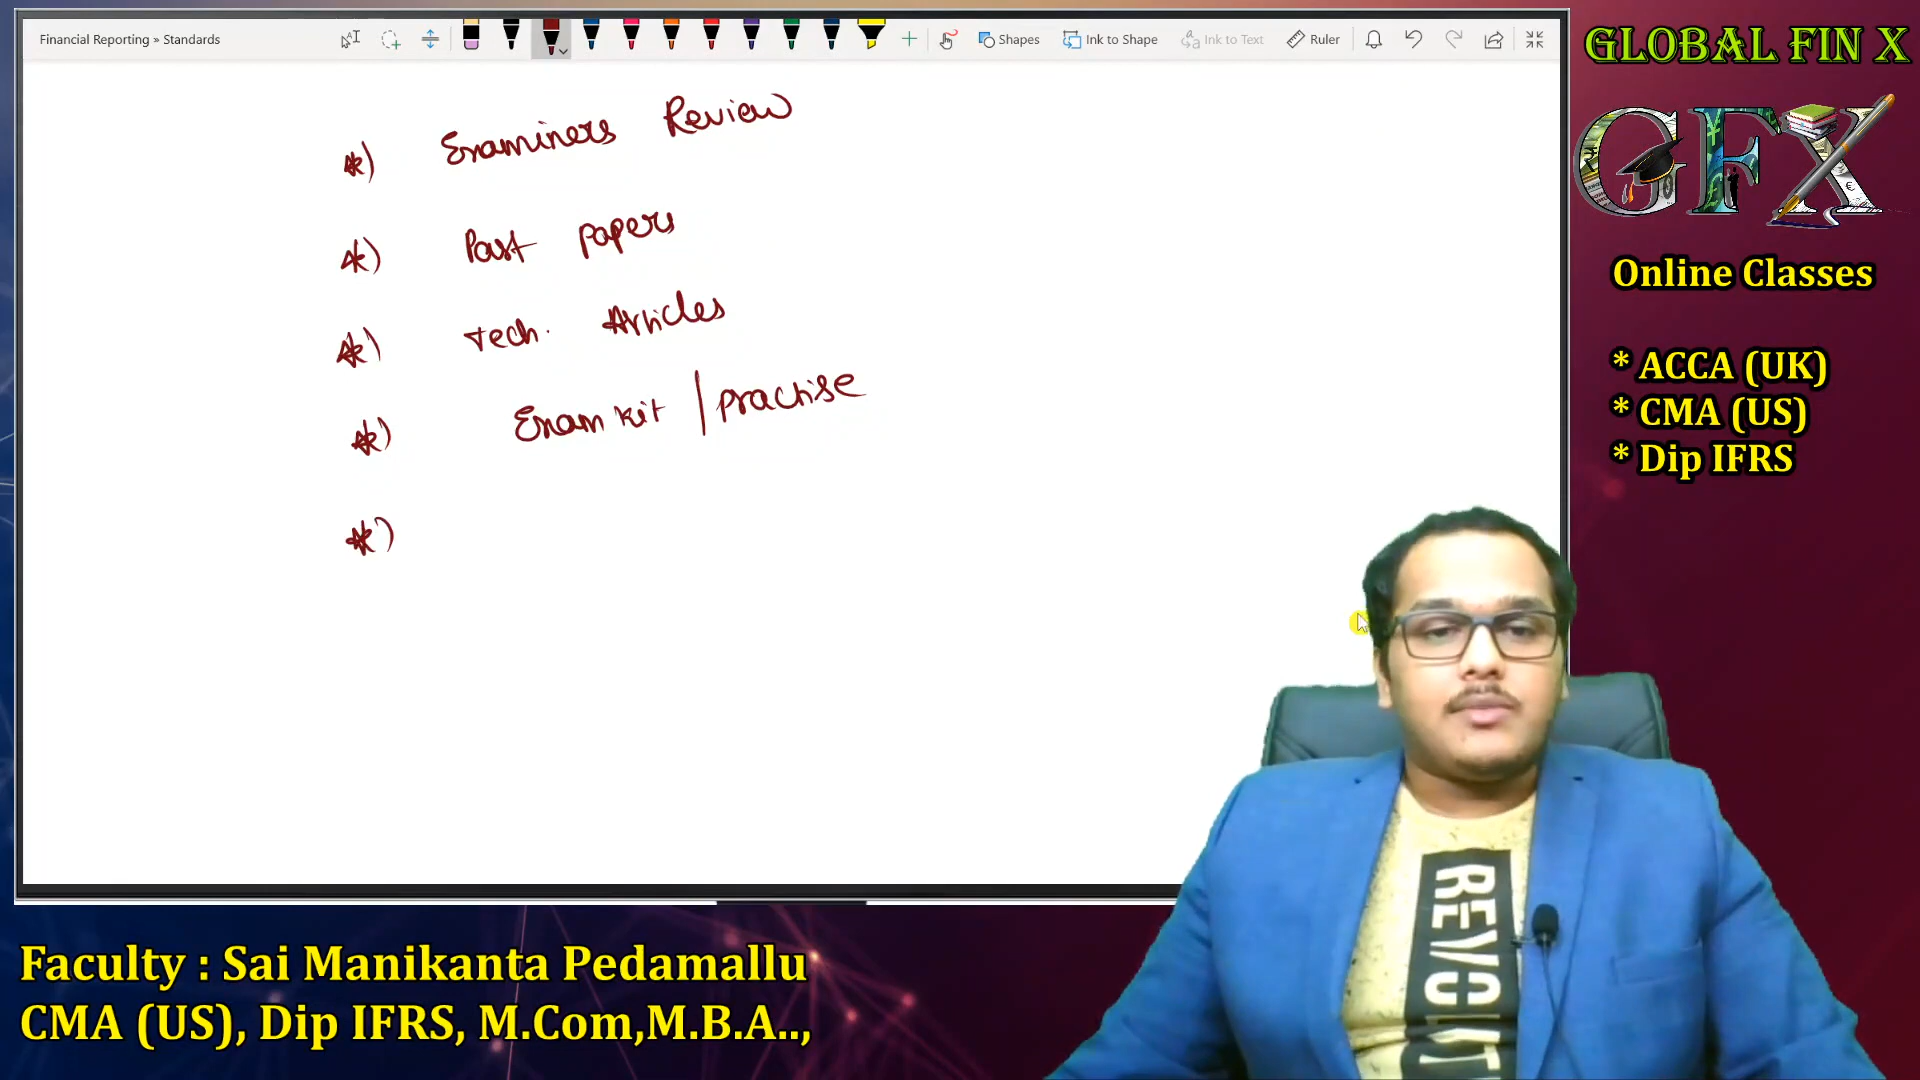 Financial Reporting » Standards
Shapes
Ink to Shape
Ink to Text
Ruler
*) Examiners Review
*) Past papers
*) Tech. Articles
*) Exam kit | practise
*)
GLOBAL FIN X
GFX
Online Classes
* ACCA (UK)
* CMA (US)
* Dip IFRS
REVOLT
Faculty : Sai Manikanta Pedamallu
CMA (US), Dip IFRS, M.Com,M.B.A..,